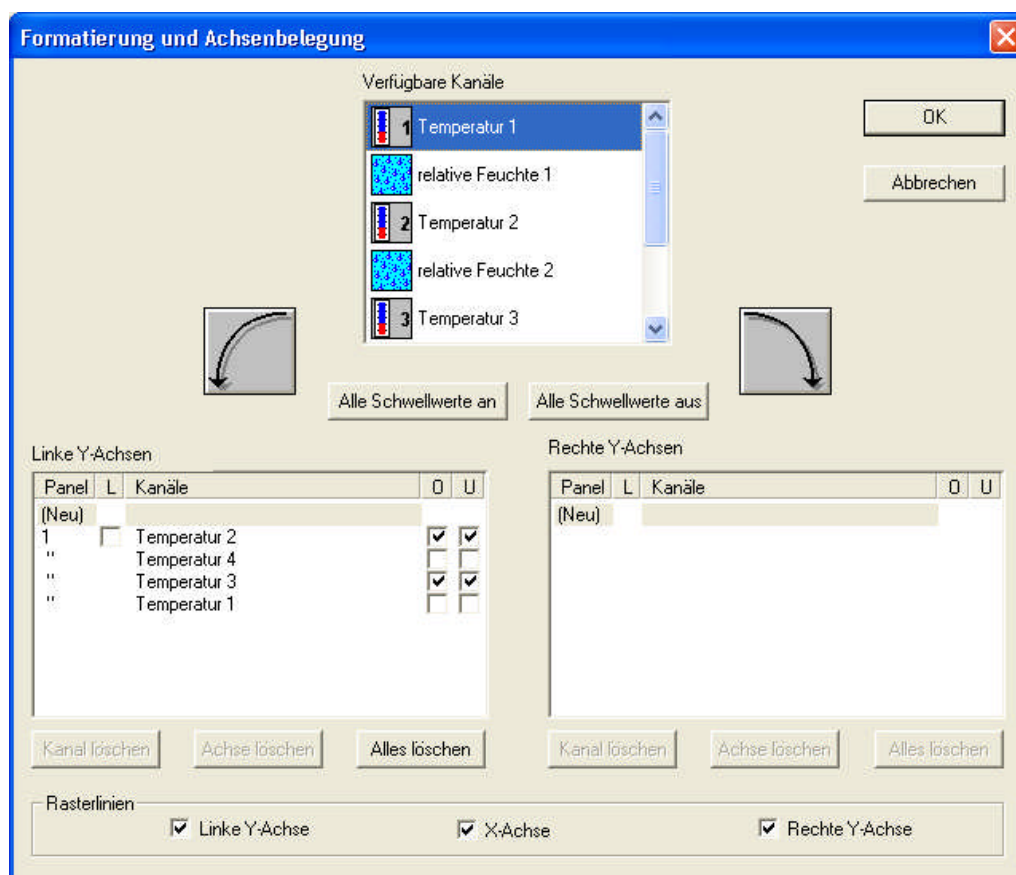 Formatierung und Achsenbelegung
Verfügbare Kanäle
1 Temperatur 1
relative Feuchte 1
2 Temperatur 2
relative Feuchte 2
3 Temperatur 3
OK
Abbrechen
Alle Schwellwerte an
Alle Schwellwerte aus
Linke Y-Achsen
Panel L Kanäle O U
(Neu)
1 Temperatur 2
" Temperatur 4
" Temperatur 3
" Temperatur 1
Kanal löschen
Achse löschen
Alles löschen
Rechte Y-Achsen
Panel L Kanäle O U
(Neu)
Kanal löschen
Achse löschen
Alles löschen
Rasterlinien
Linke Y-Achse
X-Achse
Rechte Y-Achse